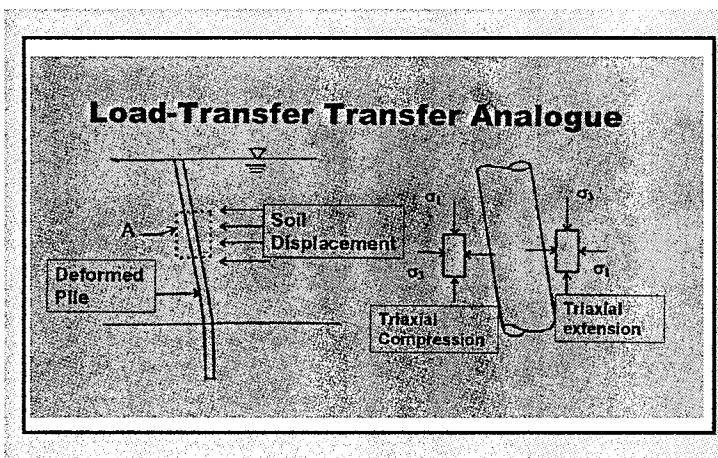 Load-Transfer Transfer Analogue
A
Soil
Displacement
Deformed
Pile
σ1
σ3
Triaxial
Compression
σ3
σ1
Triaxial
extension